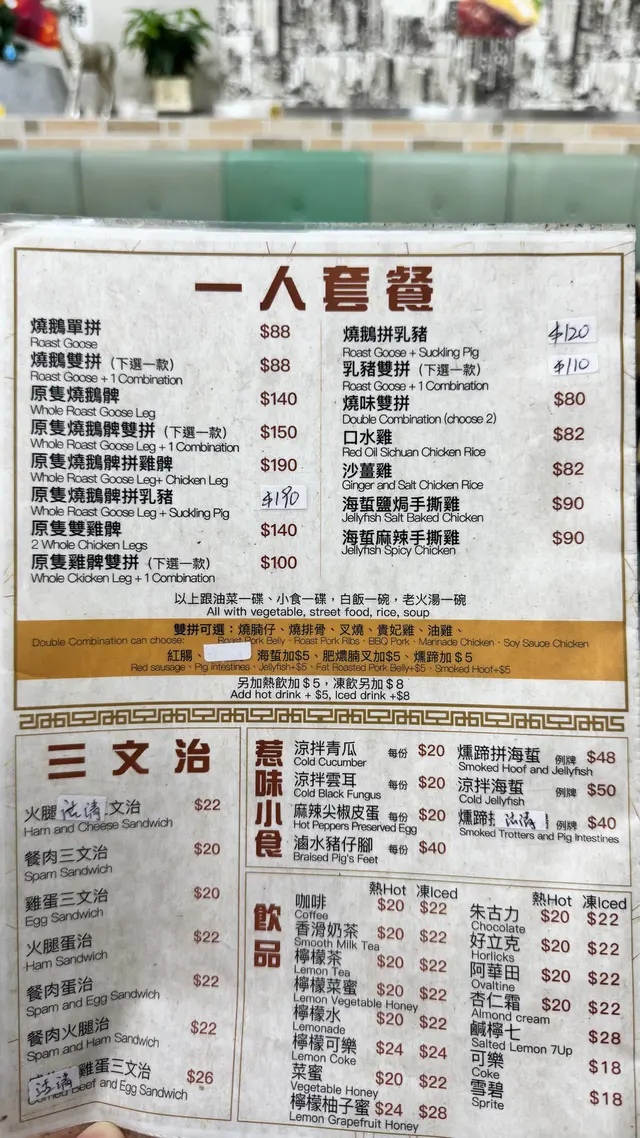 一人套餐
燒鵝單拼 $88
Roast Goose
燒鵝雙拼（下選一款） $88
Roast Goose + 1 Combination
原隻燒鵝髀 $140
Whole Roast Goose Leg
原隻燒鵝髀雙拼（下選一款） $150
Whole Roast Goose Leg + 1 Combination
原隻燒鵝髀拼雞髀 $190
Whole Roast Goose Leg+ Chicken Leg
原隻燒鵝髀拼乳豬 $190
Whole Roast Goose Leg + Suckling Pig
原隻雙雞髀 $140
2 Whole Chicken Legs
原隻雞髀雙拼（下選一款） $100
Whole Ckicken Leg + 1 Combination
燒鵝拼乳豬 $120
Roast Goose + Suckling Pig
乳豬雙拼（下選一款） $110
Roast Goose + 1 Combination
燒味雙拼 $80
Double Combination (choose 2)
口水雞 $82
Red Oil Sichuan Chicken Rice
沙薑雞 $82
Ginger and Salt Chicken Rice
海蜇鹽焗手撕雞 $90
Jellyfish Salt Baked Chicken
海蜇麻辣手撕雞 $90
Jellyfish Spicy Chicken
以上跟油菜一碟、小食一碟，白飯一碗，老火湯一碗
All with vegetable, street food, rice, soup
雙拼可選：燒腩仔、燒排骨、叉燒、貴妃雞、油雞、
Double Combination can choose: Roast Pork Belly、Roast Pork Ribs、BBQ Pork、Marinade Chicken、Soy Sauce Chicken
紅腸、 海蜇加$5、肥燶腩叉加$5、燻蹄加$5
Red sausage、Pig Intestines、Jellyfish+$5、Fat Roasted Pork Belly+$5、Smoked Hoof+$5
另加熱飲加$5，凍飲另加$8
Add hot drink + $5, Iced drink +$8
三文治
火腿 文治 $22
Ham and Cheese Sandwich
餐肉三文治 $20
Spam Sandwich
雞蛋三文治 $20
Egg Sandwich
火腿蛋治 $22
Ham Sandwich
餐肉蛋治 $22
Spam and Egg Sandwich
餐肉火腿治 $22
Spam and Ham Sandwich
雞蛋三文治 $26
Corned Beef and Egg Sandwich
惹味小食
涼拌青瓜 每份 $20
Cold Cucumber
涼拌雲耳 每份 $20
Cold Black Fungus
麻辣尖椒皮蛋 每份 $20
Hot Peppers Preserved Egg
滷水豬仔腳 每份 $40
Braised Pig's Feet
燻蹄拼海蜇 例牌 $48
Smoked Hoof and Jellyfish
涼拌海蜇 例牌 $50
Cold Jellyfish
燻蹄 例牌 $40
Smoked Trotters and Pig Intestines
飲品
熱Hot 凍Iced
咖啡 $20 $22
Coffee
香滑奶茶 $20 $22
Smooth Milk Tea
檸檬茶 $20 $22
Lemon Tea
檸檬菜蜜 $20 $22
Lemon Vegetable Honey
檸檬水 $20 $22
Lemonade
檸檬可樂 $24 $24
Lemon Coke
菜蜜 $20 $22
Vegetable Honey
檸檬柚子蜜 $24 $28
Lemon Grapefruit Honey
熱Hot 凍Iced
朱古力 $20 $22
Chocolate
好立克 $20 $22
Horlicks
阿華田 $20 $22
Ovaltine
杏仁霜 $20 $22
Almond cream
鹹檸七 $28
Salted Lemon 7Up
可樂 $18
Coke
雪碧 $18
Sprite